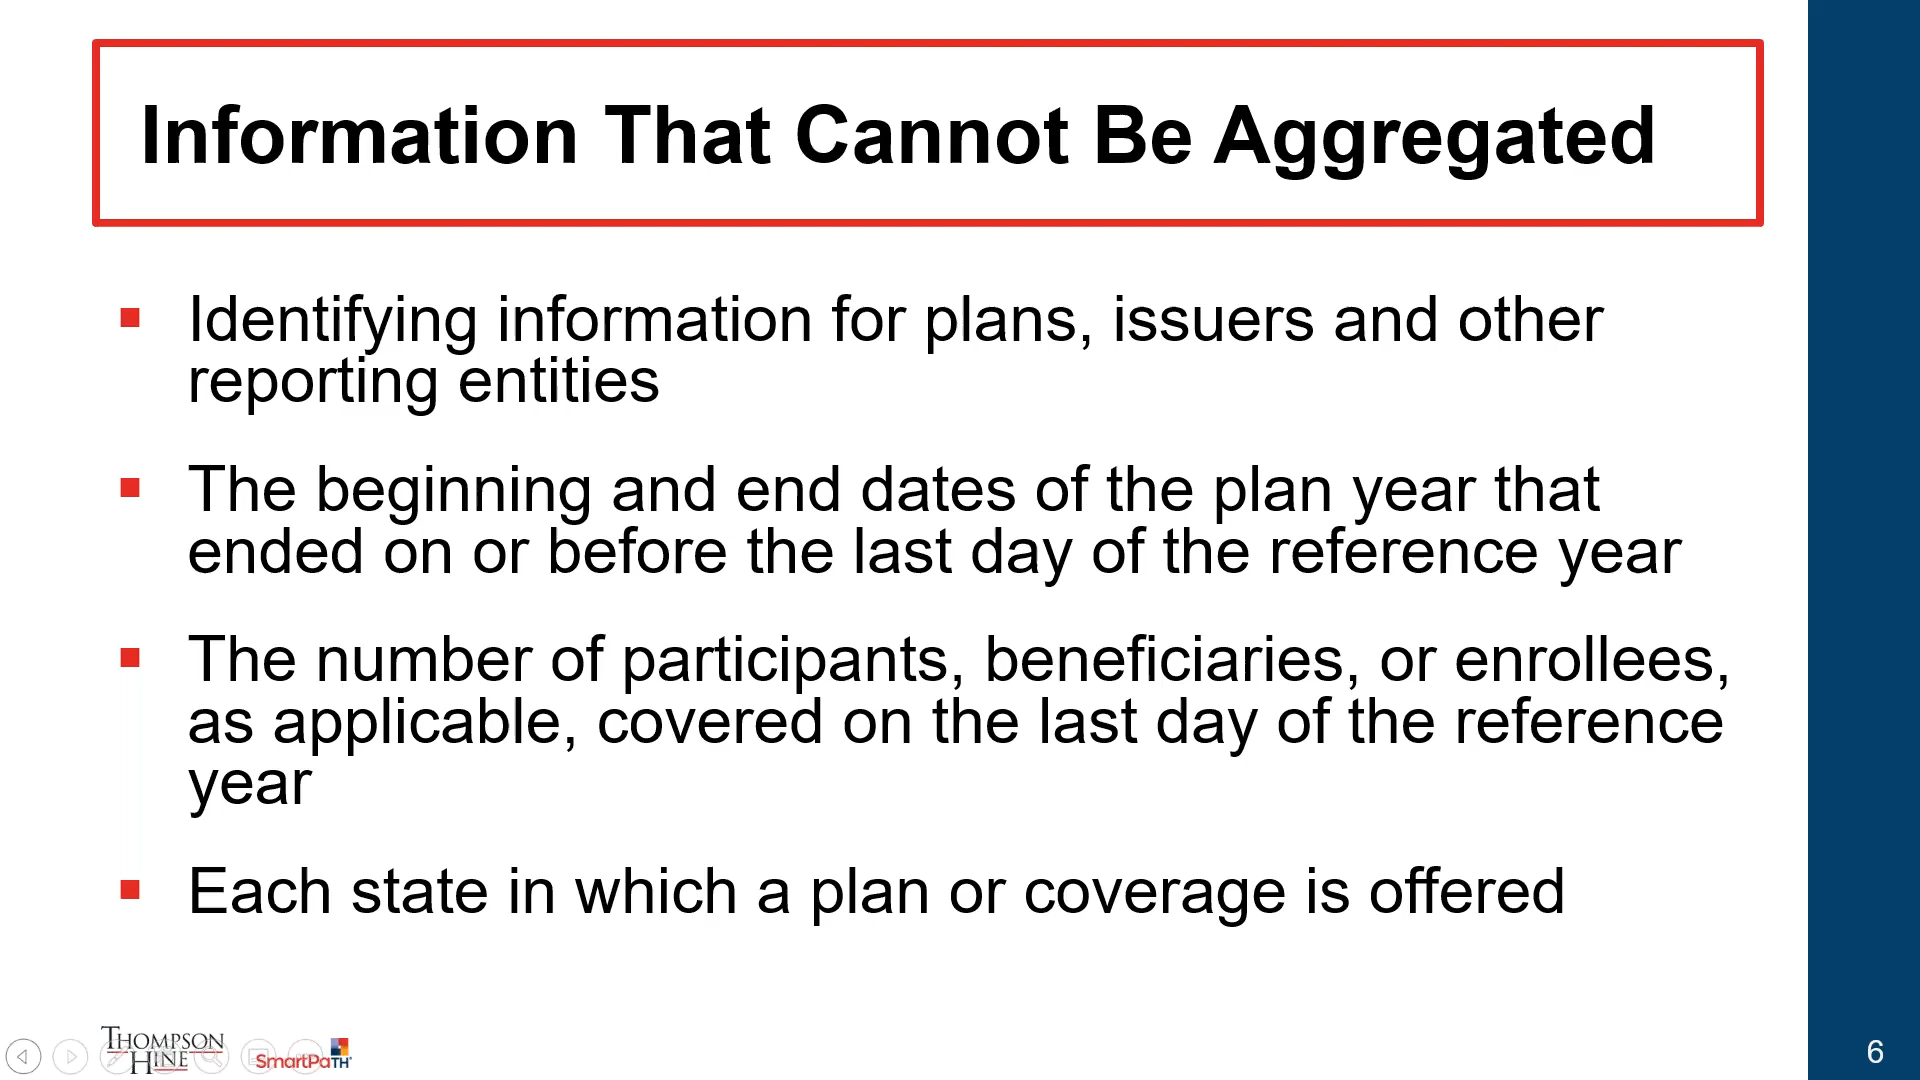 Information That Cannot Be Aggregated
Identifying information for plans, issuers and other
reporting entities
The beginning and end dates of the plan year that
ended on or before the last day of the reference year
The number of participants, beneficiaries, or enrollees,
as applicable, covered on the last day of the reference
year
Each state in which a plan or coverage is offered
THOMPSON
HINE
SmartPaTH
6